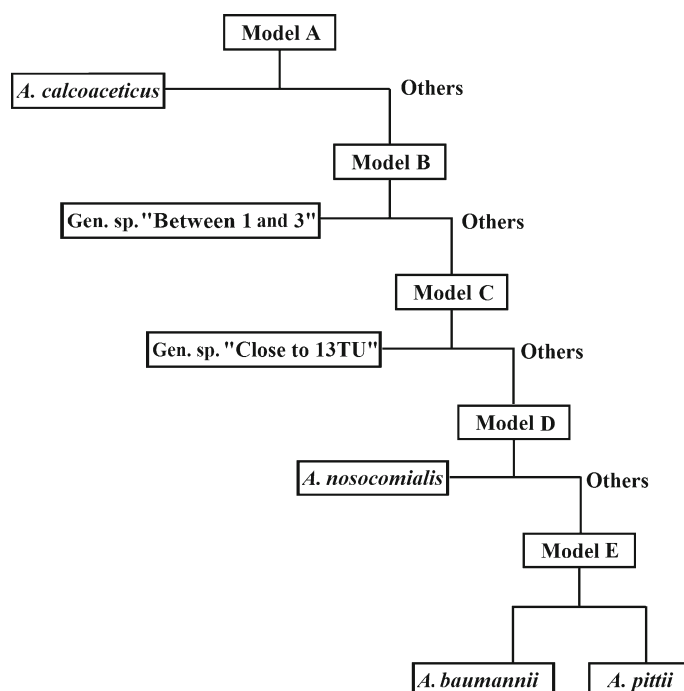 Model A
A. calcoaceticus
Others
Model B
Gen. sp. "Between 1 and 3"
Others
Model C
Gen. sp. "Close to 13TU"
Others
Model D
A. nosocomialis
Others
Model E
A. baumannii
A. pittii